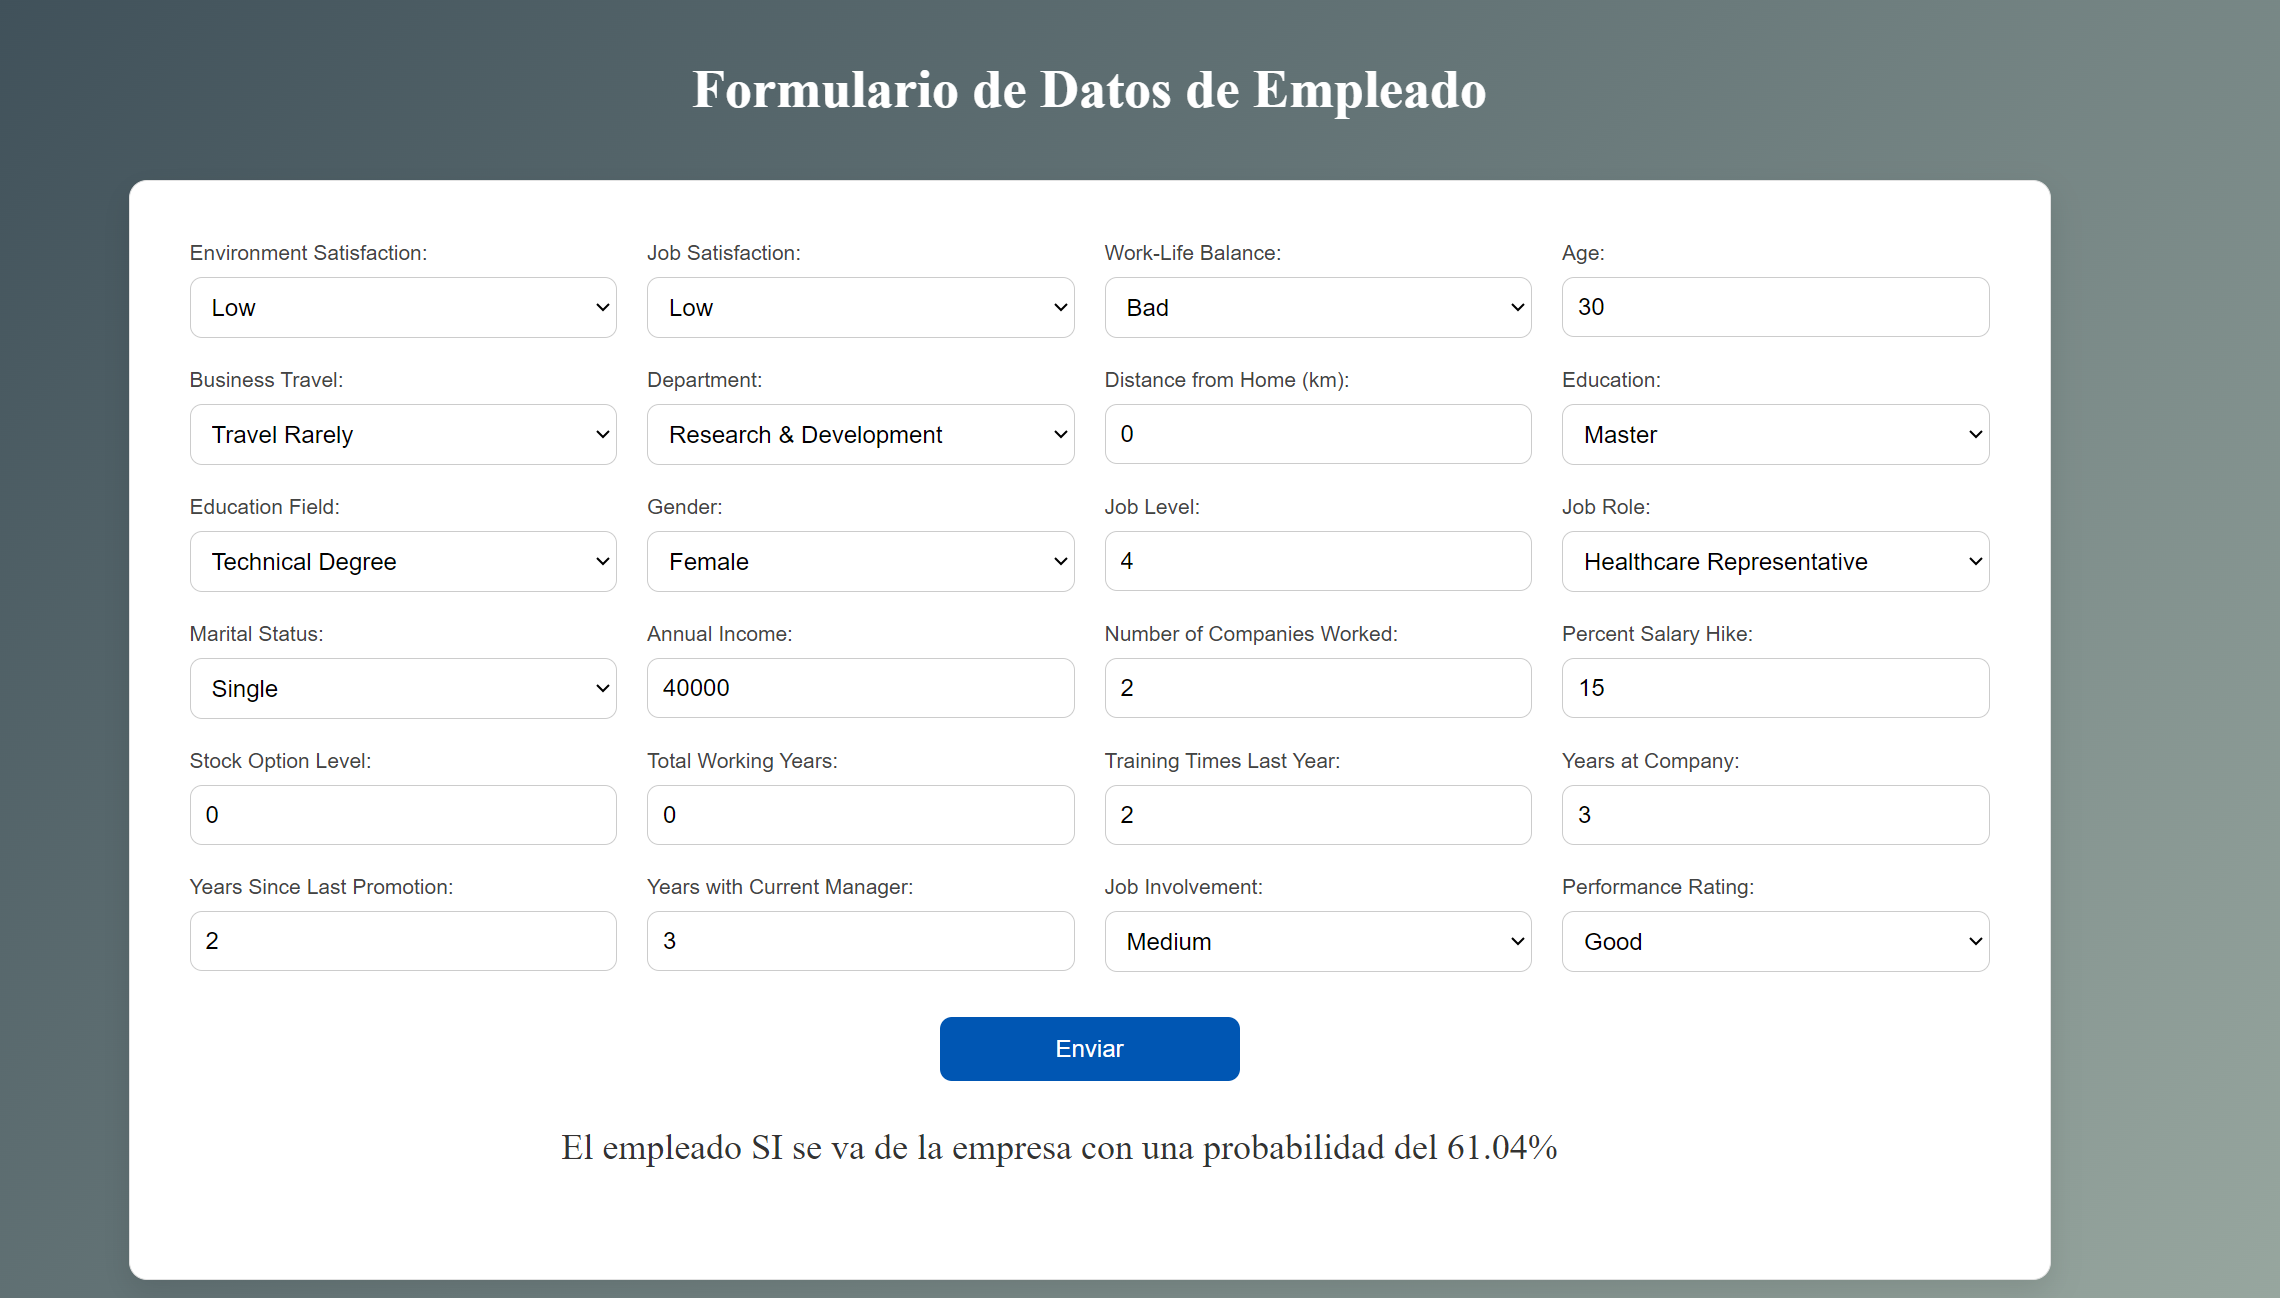 Formulario de Datos de Empleado
Environment Satisfaction: Job Satisfaction: Work-Life Balance: Age:
Low Low Bad 30
Business Travel: Department: Distance from Home (km): Education:
Travel Rarely Research & Development 0 Master
Education Field: Gender: Job Level: Job Role:
Technical Degree Female 4 Healthcare Representative
Marital Status: Annual Income: Number of Companies Worked: Percent Salary Hike:
Single 40000 2 15
Stock Option Level: Total Working Years: Training Times Last Year: Years at Company:
0 0 2 3
Years Since Last Promotion: Years with Current Manager: Job Involvement: Performance Rating:
2 3 Medium Good
Enviar
El empleado SI se va de la empresa con una probabilidad del 61.04%